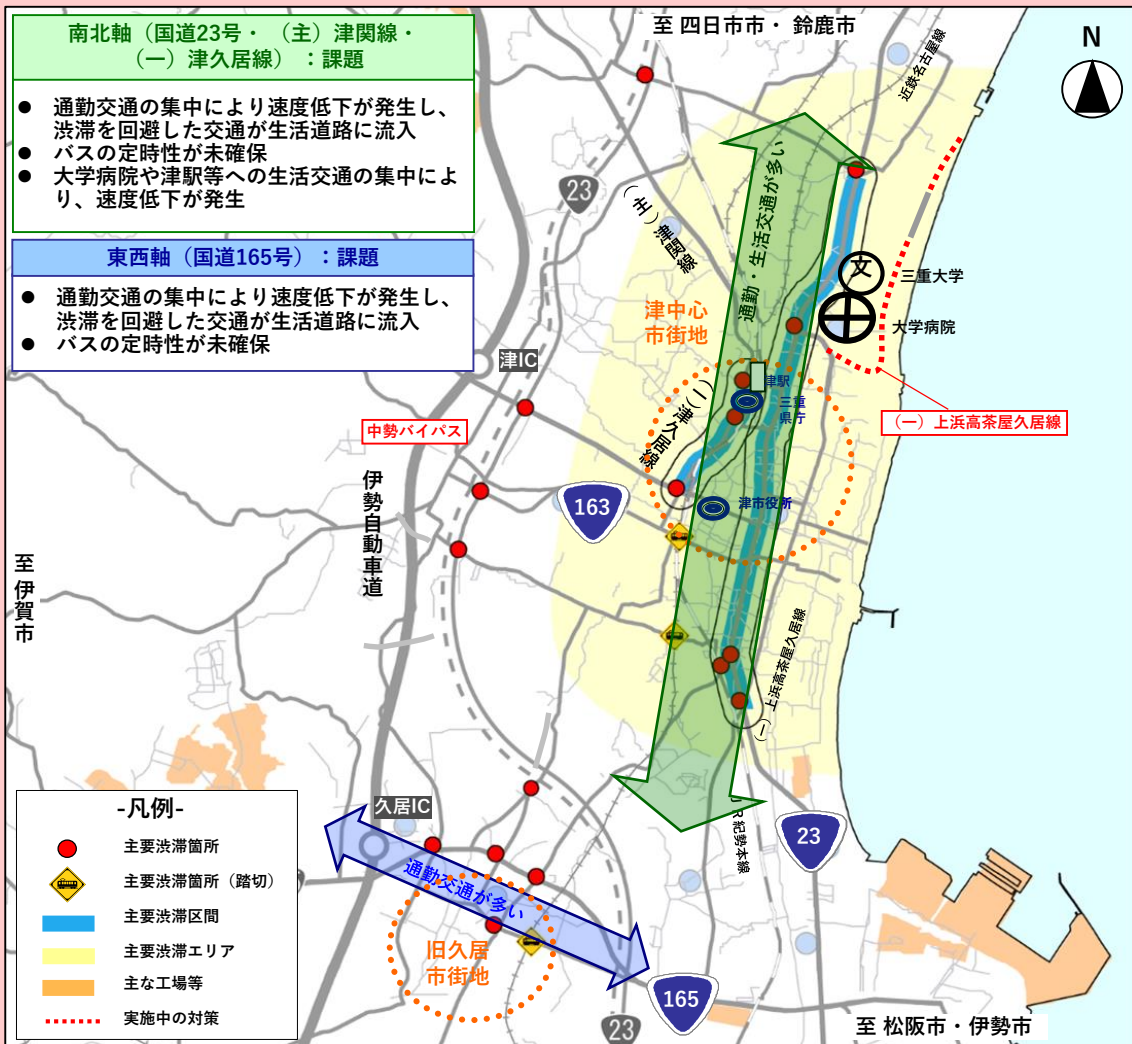 南北軸（国道23号・（主）津関線・
（一）津久居線）：課題
● 通勤交通の集中により速度低下が発生し、
渋滞を回避した交通が生活道路に流入
● バスの定時性が未確保
● 大学病院や津駅等への生活交通の集中によ
り、速度低下が発生
東西軸（国道165号）：課題
● 通勤交通の集中により速度低下が発生し、
渋滞を回避した交通が生活道路に流入
● バスの定時性が未確保
至 四日市市・ 鈴鹿市
N
近鉄名古屋線
23
（主）津関線
通勤・生活交通が多い
文
三重大学
大学病院
津中心
市街地
津IC
津駅
三重
県庁
（一）津久居線
（一）上浜高茶屋久居線
中勢バイパス
伊勢自動車道
163
津市役所
至 伊賀市
（一）上浜高茶屋久居線
久居IC
JR紀勢本線
23
通勤交通が多い
旧久居
市街地
165
23
至 松阪市・伊勢市
-凡例-
主要渋滞箇所
主要渋滞箇所（踏切）
主要渋滞区間
主要渋滞エリア
主な工場等
実施中の対策